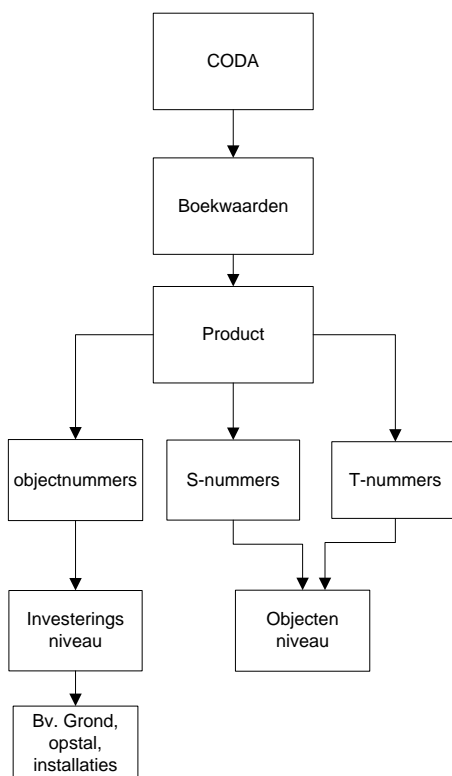 CODA
Boekwaarden
Product
objectnummers
S-nummers
T-nummers
Investerings
niveau
Objecten
niveau
Bv. Grond,
opstal,
installaties